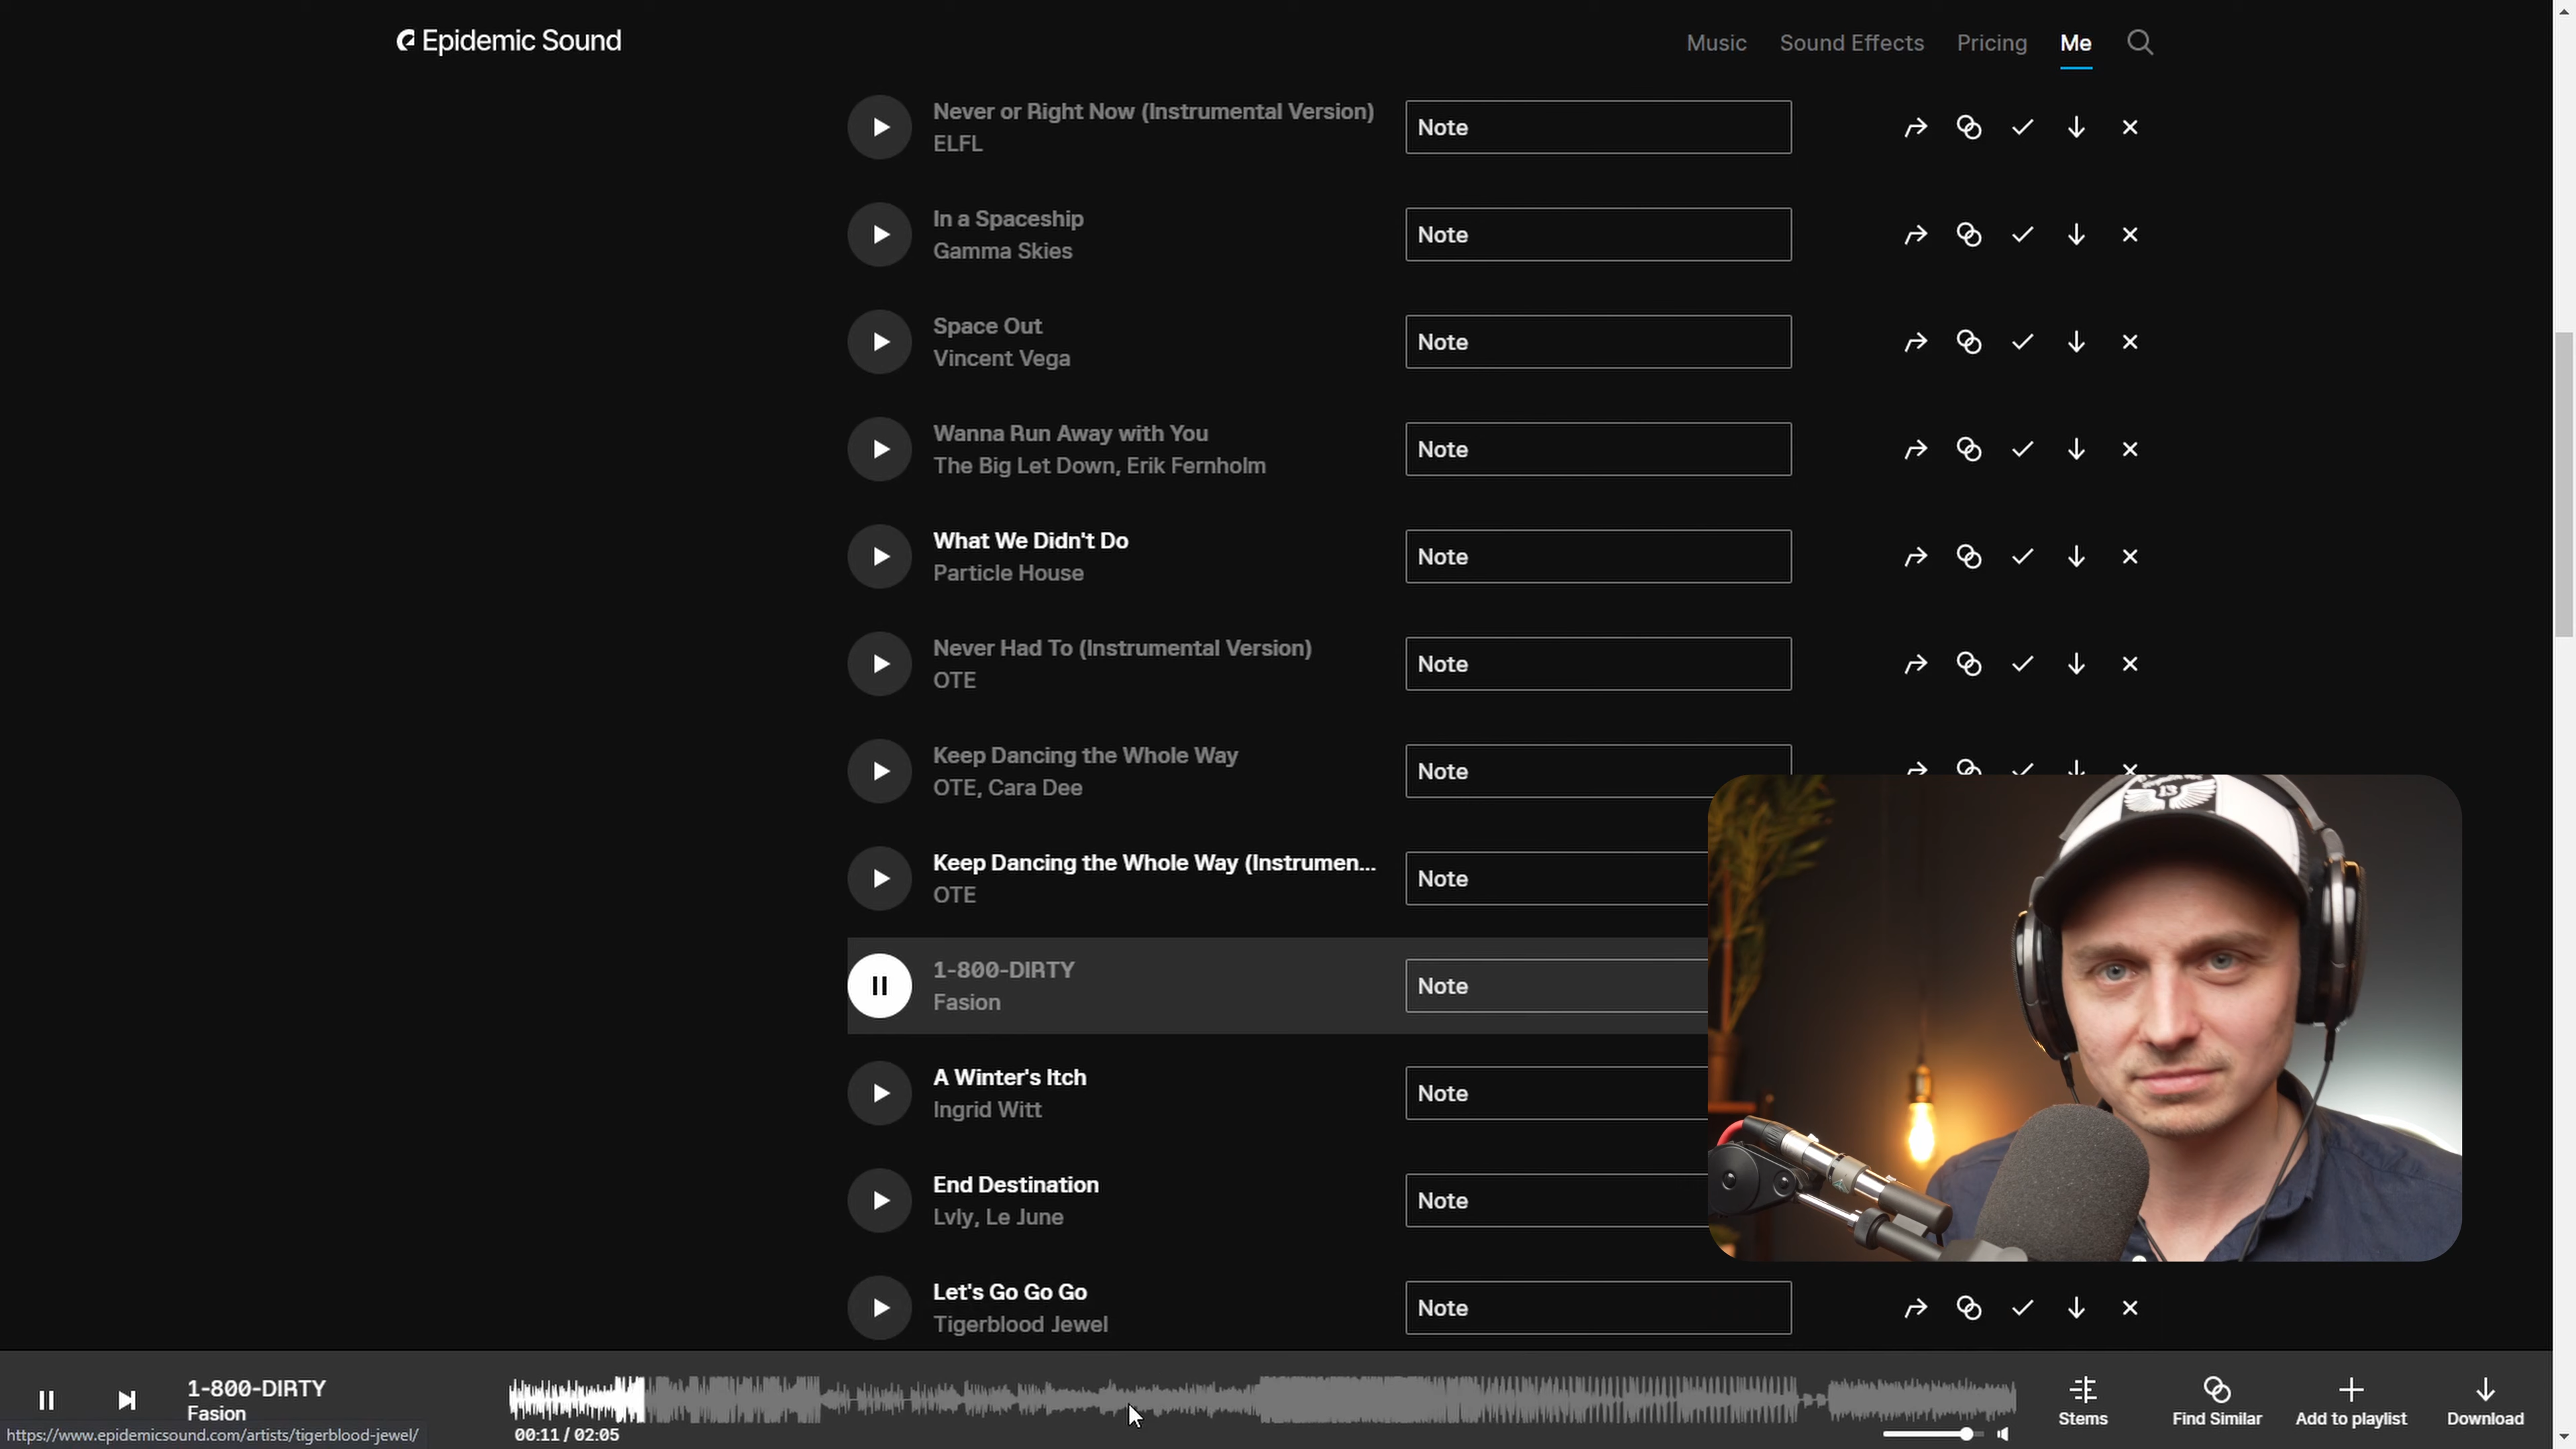 Epidemic Sound
Music
Sound Effects
Pricing
Me
Never or Right Now (Instrumental Version)
ELFL
Note
In a Spaceship
Gamma Skies
Note
Space Out
Vincent Vega
Note
Wanna Run Away with You
The Big Let Down, Erik Fernholm
Note
What We Didn't Do
Particle House
Note
Never Had To (Instrumental Version)
OTE
Note
Keep Dancing the Whole Way
OTE, Cara Dee
Note
Keep Dancing the Whole Way (Instrumen...
OTE
Note
1-800-DIRTY
Fasion
Note
A Winter's Itch
Ingrid Witt
Note
End Destination
Lvly, Le June
Note
Let's Go Go Go
Tigerblood Jewel
Note
13
1-800-DIRTY
Fasion
00:11 / 02:05
Stems
Find Similar
Add to playlist
Download
https://www.epidemicsound.com/artists/tigerblood-jewel/